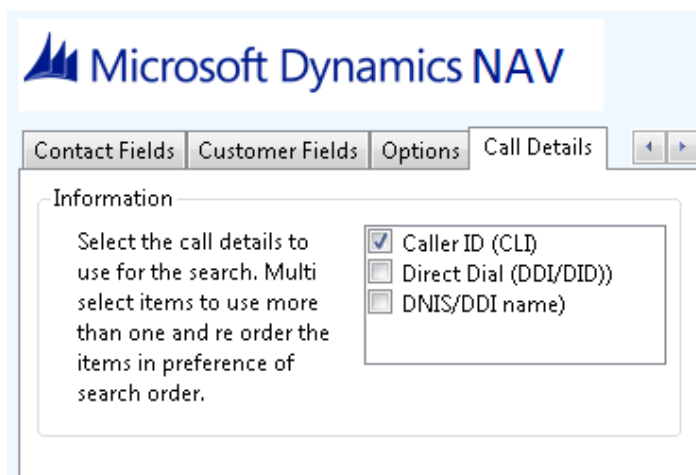 Microsoft Dynamics NAV
Contact Fields Customer Fields Options Call Details
Information
Select the call details to
use for the search. Multi
select items to use more
than one and re order the
items in preference of
search order.
Caller ID (CLI)
Direct Dial (DDI/DID))
DNIS/DDI name)